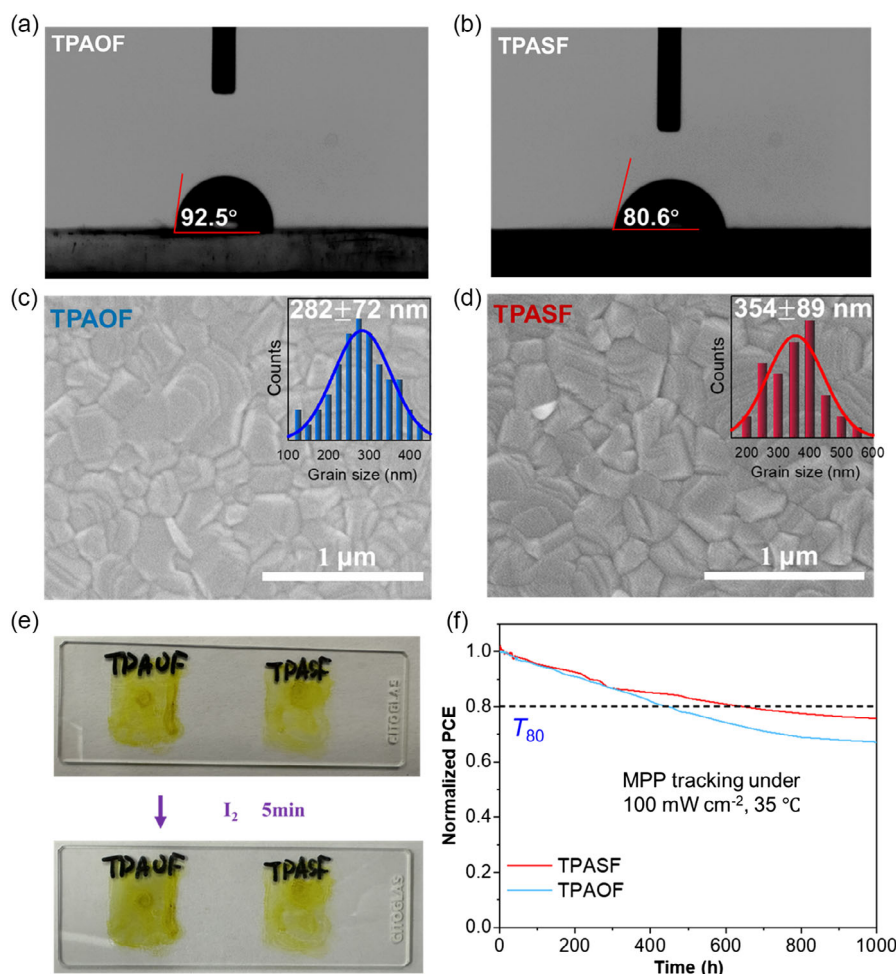 (a)
TPAOF
92.5°
(b)
TPASF
80.6°
(c)
TPAOF
282±72 nm
Counts
100 200 300 400
Grain size (nm)
1 μm
(d)
TPASF
354±89 nm
Counts
200 300 400 500 600
Grain size (nm)
1 μm
(e)
TPAOF TPASF
CITOGLAS
I₂ 5min
TPAOF TPASF
CITOGLAS
(f)
Normalized PCE
1.0
0.8
0.6
0.4
0.2
0.0
T₈₀
MPP tracking under
100 mW cm⁻², 35 ℃
TPASF
TPAOF
0 200 400 600 800 1000
Time (h)